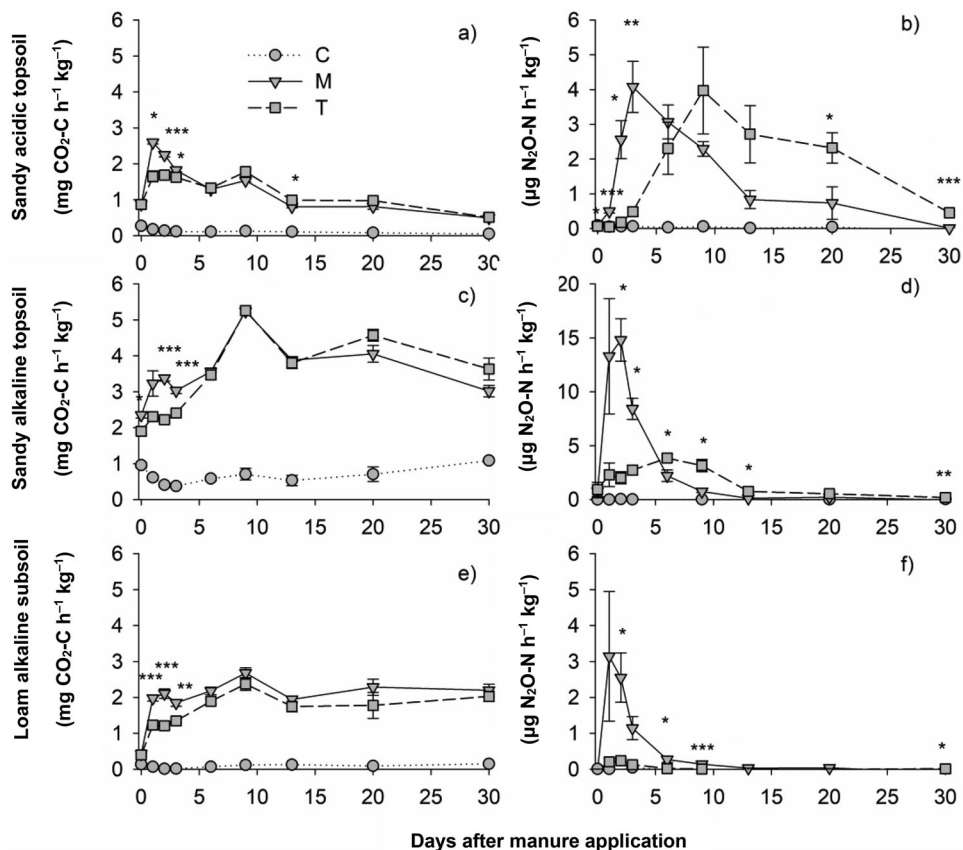 Sandy acidic topsoil
(mg CO₂-C h⁻¹ kg⁻¹)
6
5
4
3
2
1
0
a)
C
M
T
*
***
*
*
0 5 10 15 20 25 30
(µg N₂O-N h⁻¹ kg⁻¹)
6
5
4
3
2
1
0
b)
**
*
*
***
*
***
0 5 10 15 20 25 30
Sandy alkaline topsoil
(mg CO₂-C h⁻¹ kg⁻¹)
6
5
4
3
2
1
0
c)
***
***
*
0 5 10 15 20 25 30
(µg N₂O-N h⁻¹ kg⁻¹)
20
15
10
5
0
d)
*
*
*
*
*
**
0 5 10 15 20 25 30
Loam alkaline subsoil
(mg CO₂-C h⁻¹ kg⁻¹)
6
5
4
3
2
1
0
e)
***
***
**
0 5 10 15 20 25 30
(µg N₂O-N h⁻¹ kg⁻¹)
6
5
4
3
2
1
0
f)
*
*
***
*
0 5 10 15 20 25 30
Days after manure application